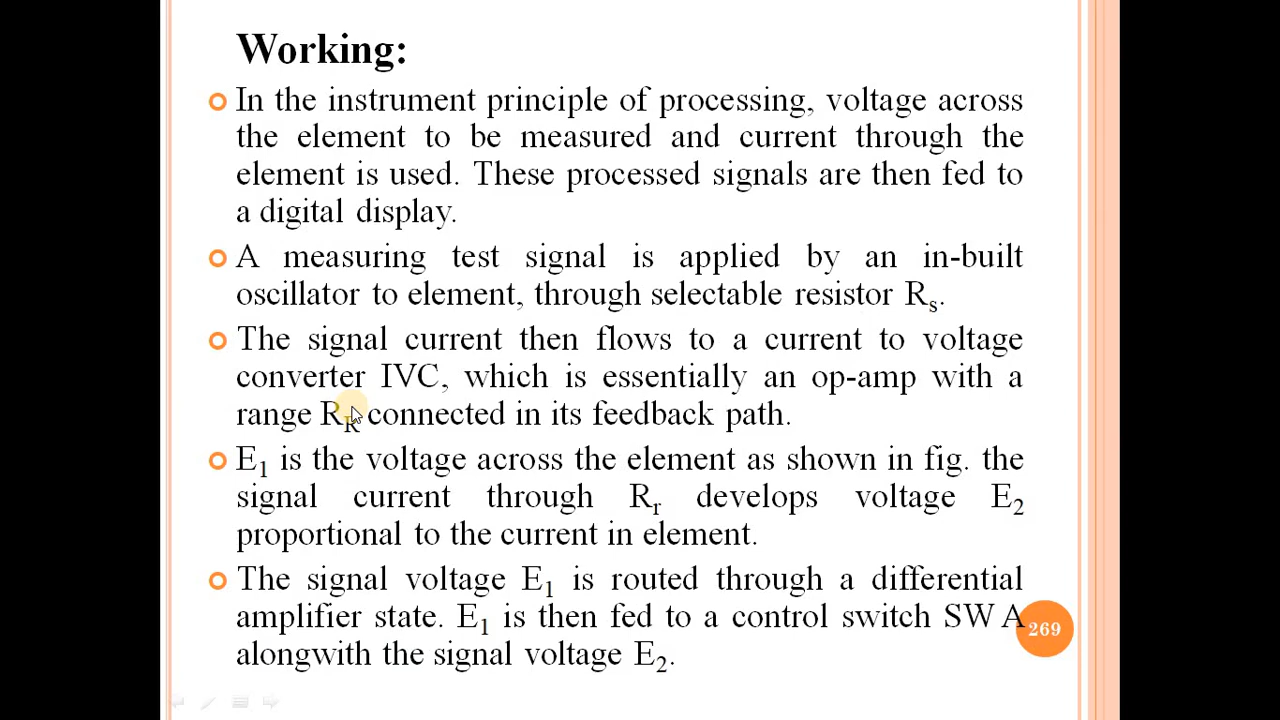 Working:
In the instrument principle of processing, voltage across
the element to be measured and current through the
element is used. These processed signals are then fed to
a digital display.
A measuring test signal is applied by an in-built
oscillator to element, through selectable resistor Rs.
The signal current then flows to a current to voltage
converter IVC, which is essentially an op-amp with a
range RR connected in its feedback path.
E1 is the voltage across the element as shown in fig. the
signal current through Rr develops voltage E2
proportional to the current in element.
The signal voltage E1 is routed through a differential
amplifier state. E1 is then fed to a control switch SW A
alongwith the signal voltage E2.
269